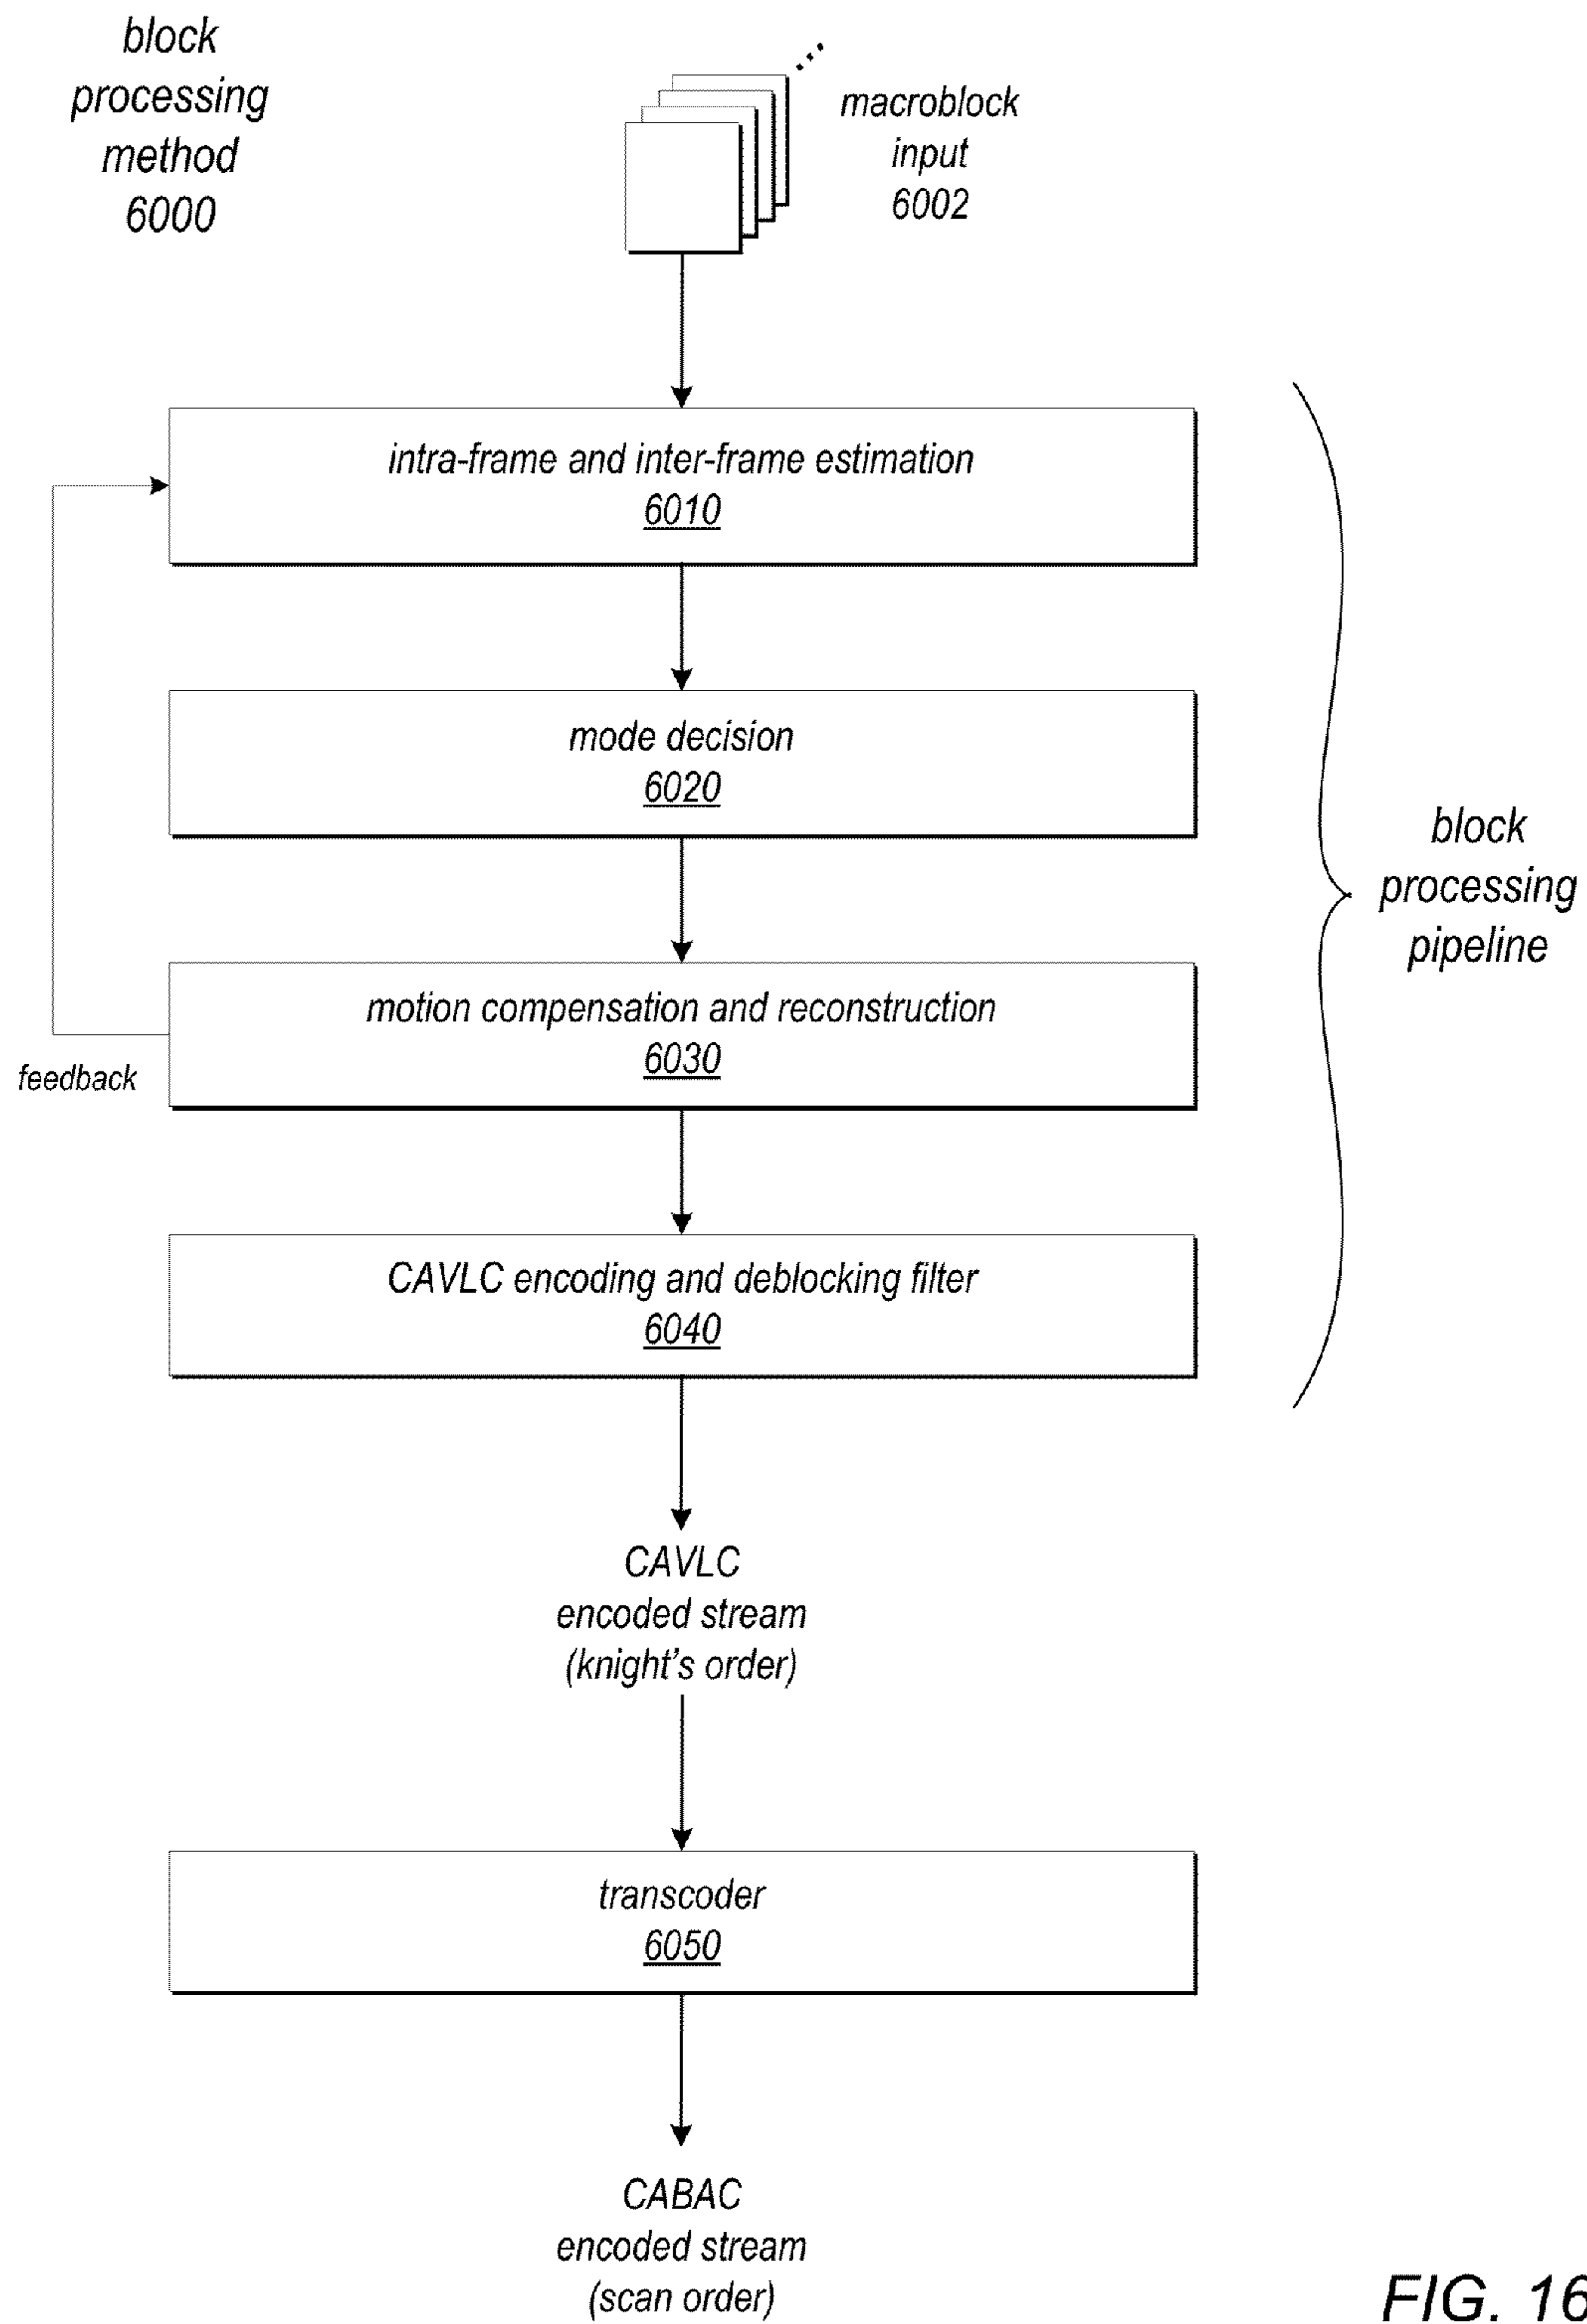 block
processing
method
6000
macroblock
input
6002
intra-frame and inter-frame estimation
6010
mode decision
6020
motion compensation and reconstruction
6030
feedback
CAVLC encoding and deblocking filter
6040
block
processing
pipeline
CAVLC
encoded stream
(knight's order)
transcoder
6050
CABAC
encoded stream
(scan order)
FIG. 16